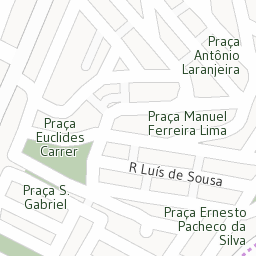 Praça
Antônio
Laranjeira
Praça Manuel
Ferreira Lima
Praça
Euclides
Carrer
R Luís de Sousa
Praça S.
Gabriel
Praça Ernesto
Pacheco da
Silva